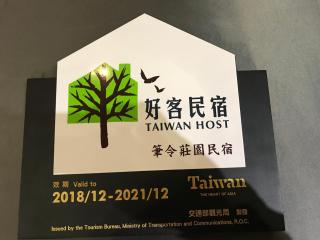 好客民宿
TAIWAN HOST
筆令莊園民宿
效期 Valid to
2018/12-2021/12
Taiwan
THE HEART OF ASIA
交通部觀光局 製發
Issued by the Tourism Bureau, Ministry of Transportation and Communications, R.O.C.